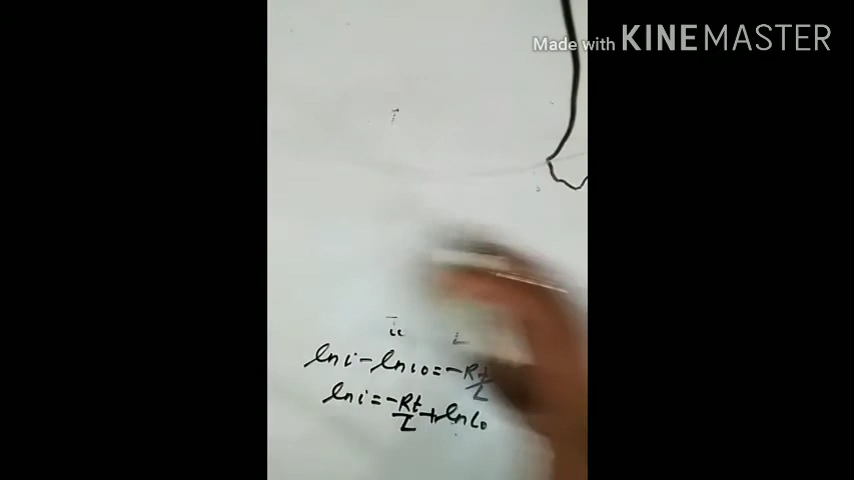 Made with KINEMASTER
ln i - ln i0 = - Rt/L
ln i = - Rt/L + ln i0